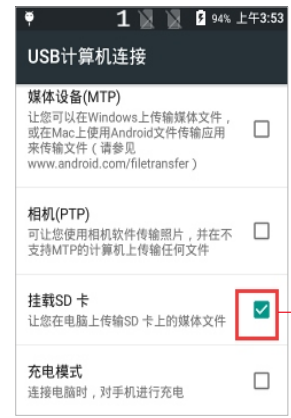 1 94% 上午3:53
USB计算机连接
媒体设备(MTP)
让您可以在Windows上传输媒体文件，
或在Mac上使用Android文件传输应用
来传输文件（请参见
www.android.com/filetransfer）
相机(PTP)
可让您使用相机软件传输照片，并在不
支持MTP的计算机上传输任何文件
挂载SD 卡
让您在电脑上传输SD 卡上的媒体文件
充电模式
连接电脑时，对手机进行充电